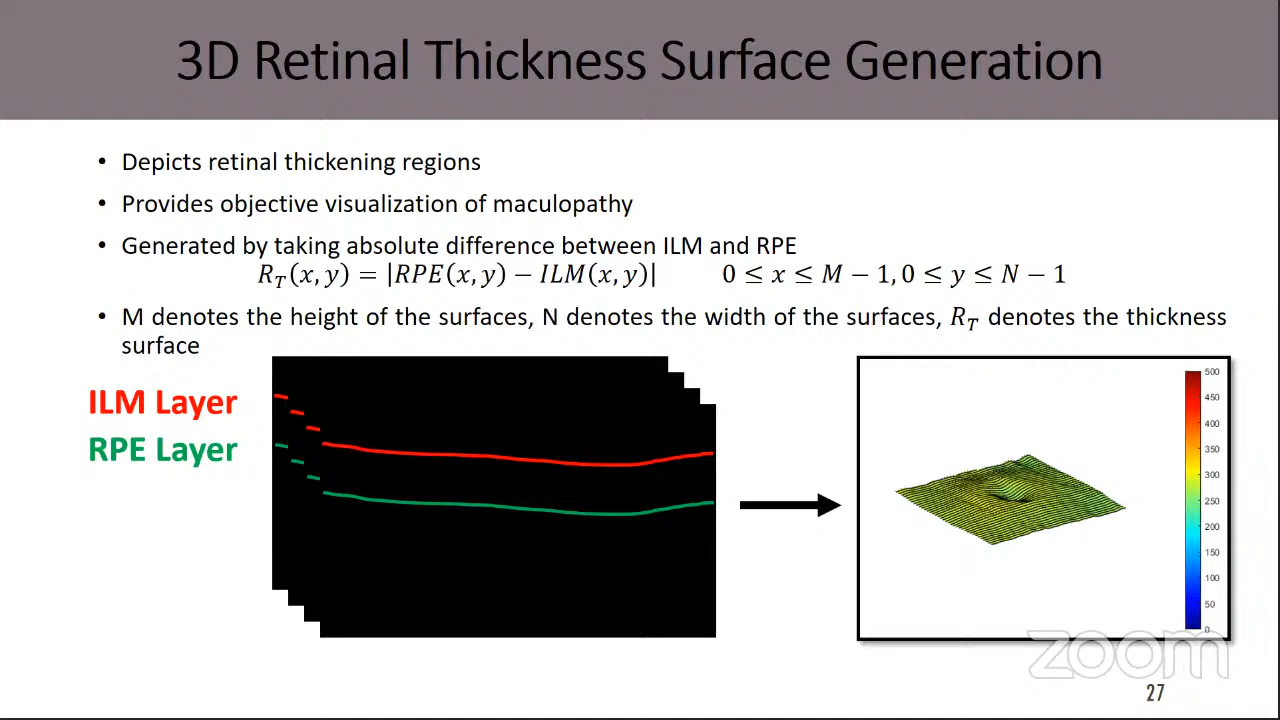 3D Retinal Thickness Surface Generation
• Depicts retinal thickening regions
• Provides objective visualization of maculopathy
• Generated by taking absolute difference between ILM and RPE
𝑅_𝑇(𝑥, 𝑦) = |𝑅𝑃𝐸(𝑥, 𝑦) − 𝐼𝐿𝑀(𝑥, 𝑦)| 0 ≤ 𝑥 ≤ 𝑀 − 1, 0 ≤ 𝑦 ≤ 𝑁 − 1
• M denotes the height of the surfaces, N denotes the width of the surfaces, 𝑅_𝑇 denotes the thickness
surface
ILM Layer
RPE Layer
500
450
400
350
300
250
200
150
100
50
0
zoom
27